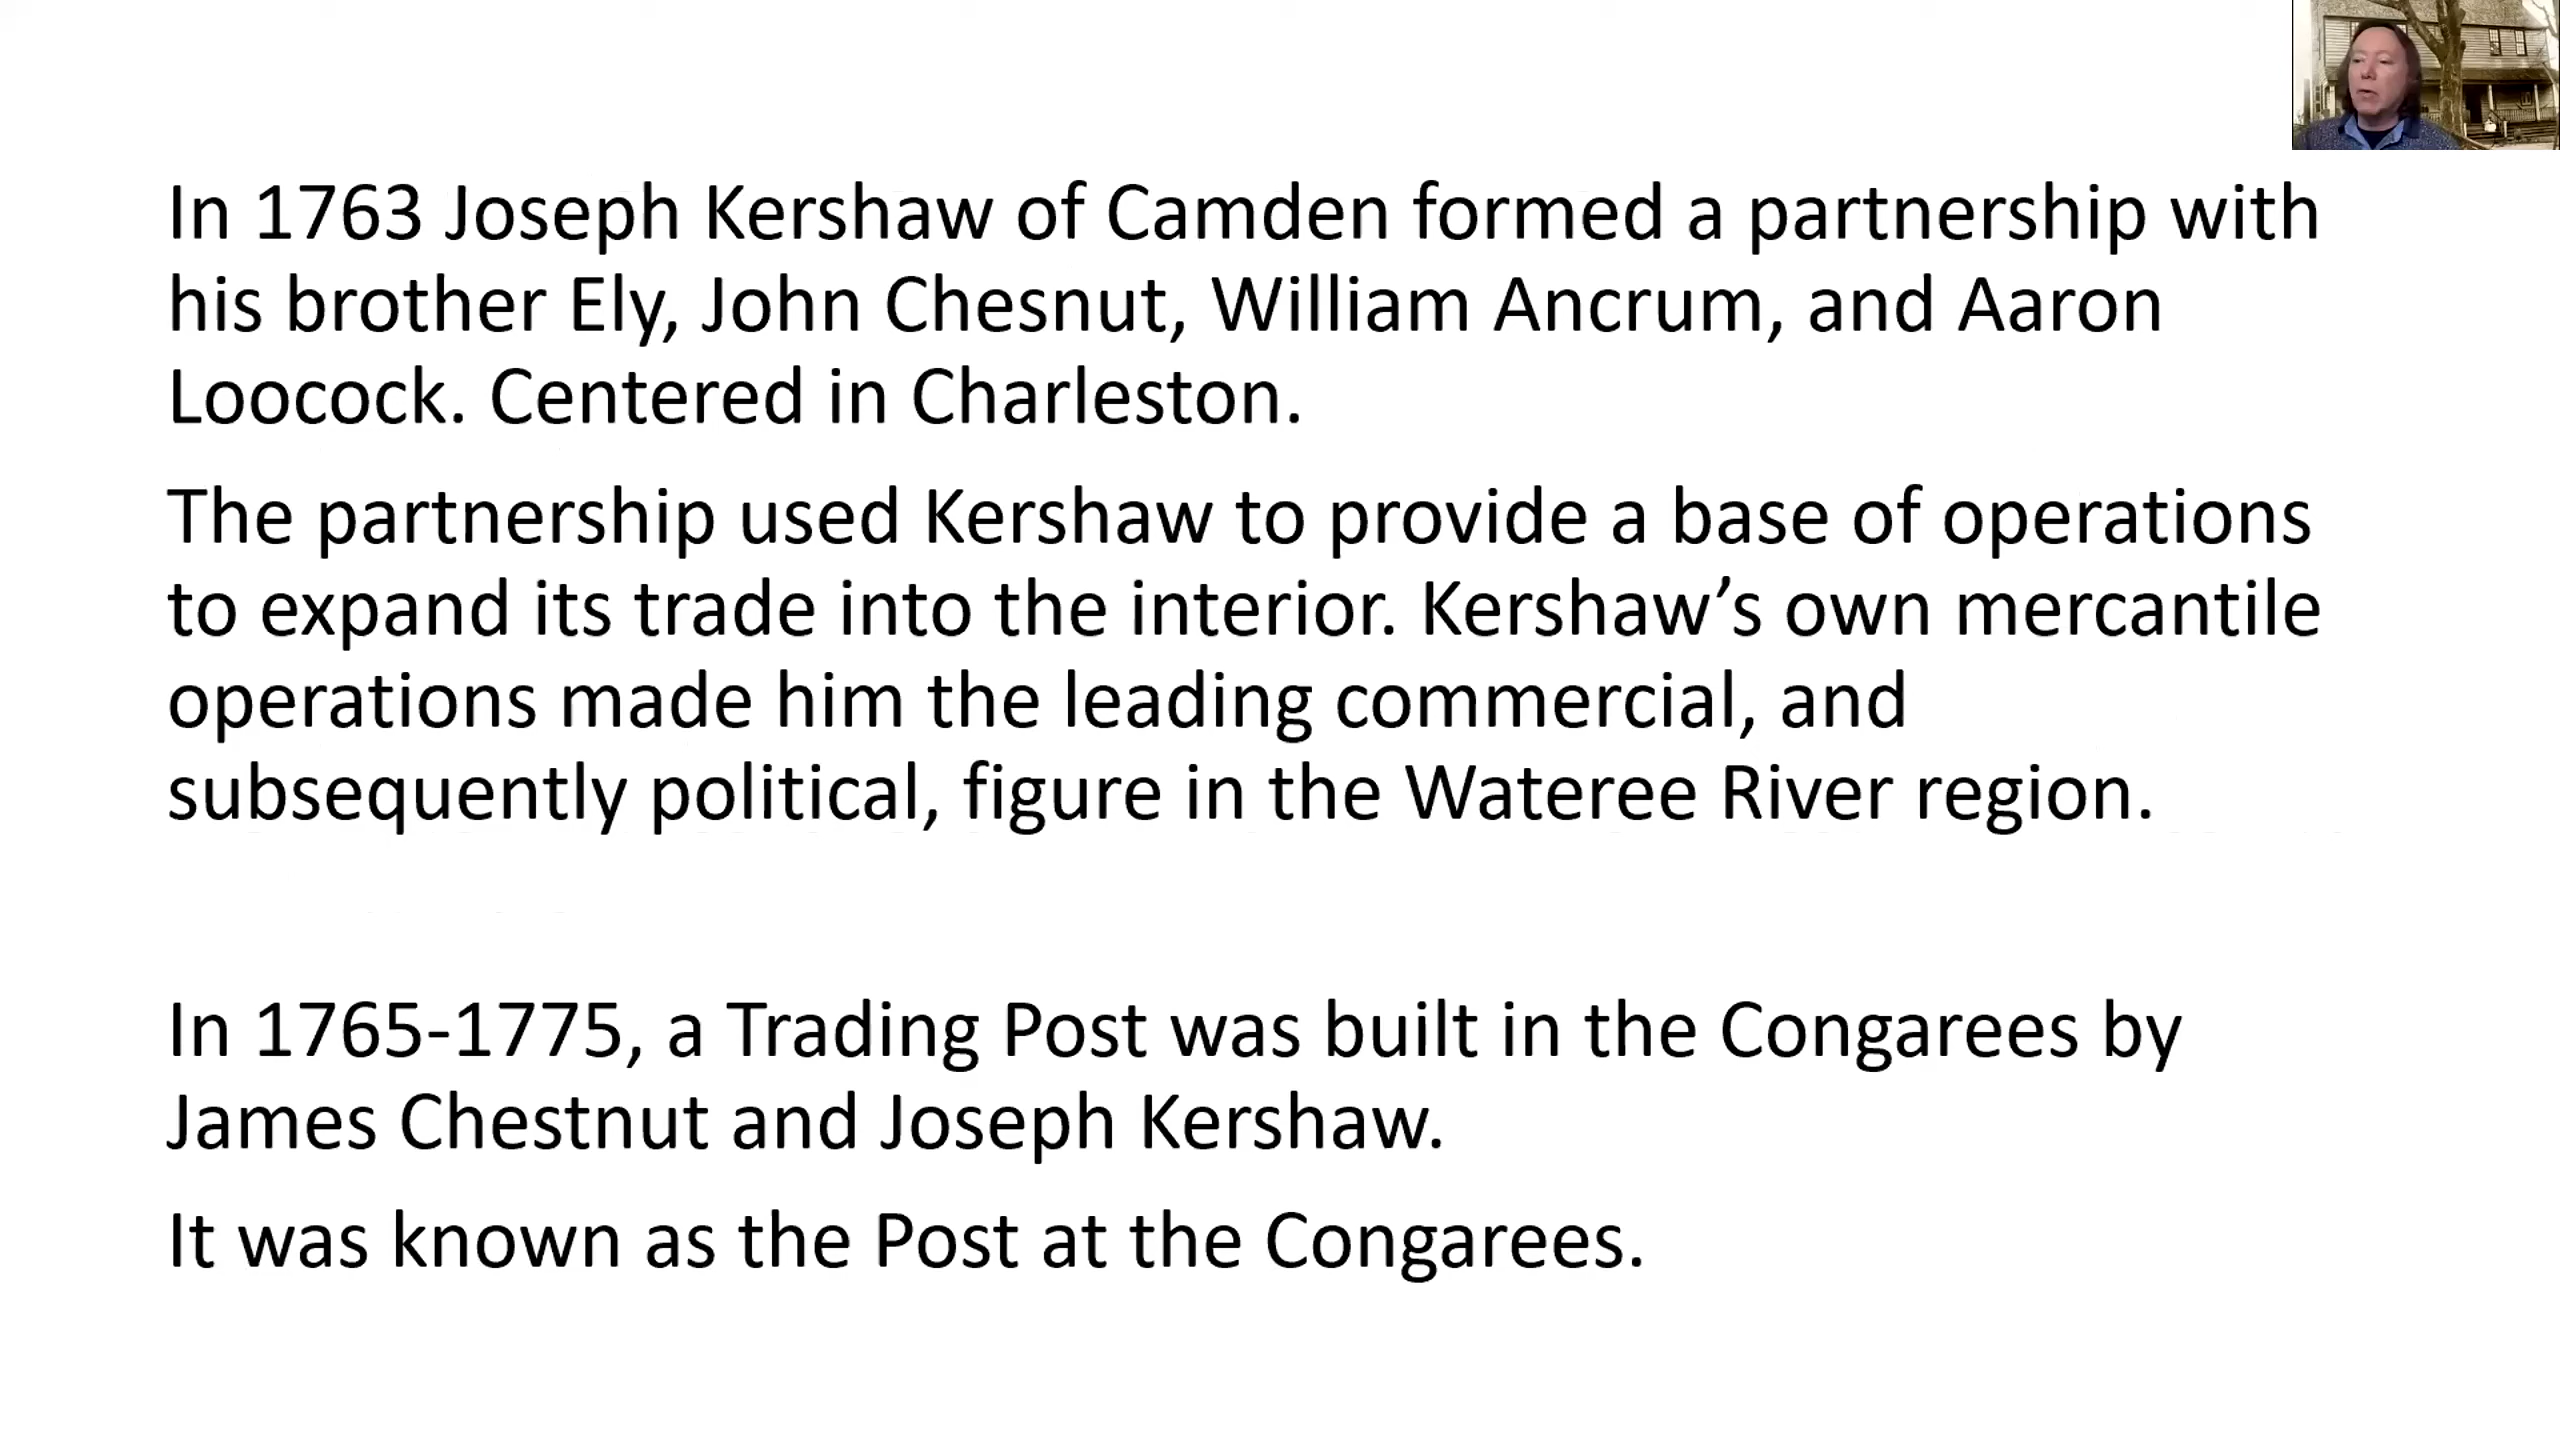 In 1763 Joseph Kershaw of Camden formed a partnership with
his brother Ely, John Chesnut, William Ancrum, and Aaron
Loocock. Centered in Charleston.
The partnership used Kershaw to provide a base of operations
to expand its trade into the interior. Kershaw’s own mercantile
operations made him the leading commercial, and
subsequently political, figure in the Wateree River region.
In 1765-1775, a Trading Post was built in the Congarees by
James Chestnut and Joseph Kershaw.
It was known as the Post at the Congarees.